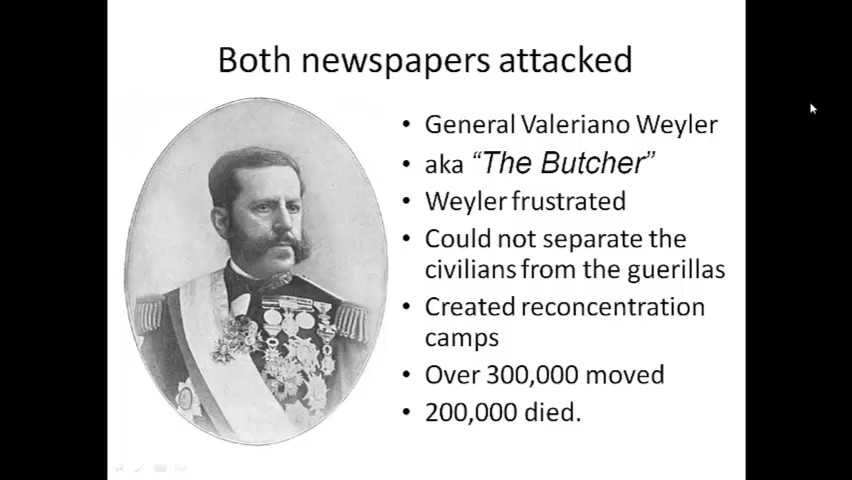 Both newspapers attacked
• General Valeriano Weyler
• aka “The Butcher”
• Weyler frustrated
• Could not separate the
civilians from the guerillas
• Created reconcentration
camps
• Over 300,000 moved
• 200,000 died.